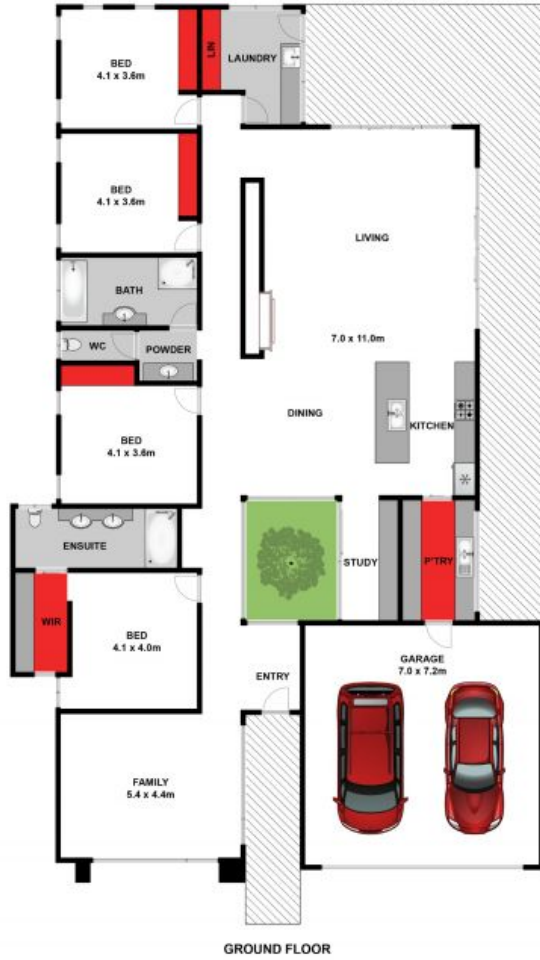 BED
4.1 x 3.6m
LIN
LAUNDRY
BED
4.1 x 3.6m
LIVING
BATH
7.0 x 11.0m
WC
POWDER
DINING
KITCHEN
BED
4.1 x 3.6m
ENSUITE
STUDY
P'TRY
WIR
BED
4.1 x 4.0m
GARAGE
7.0 x 7.2m
ENTRY
FAMILY
5.4 x 4.4m
GROUND FLOOR